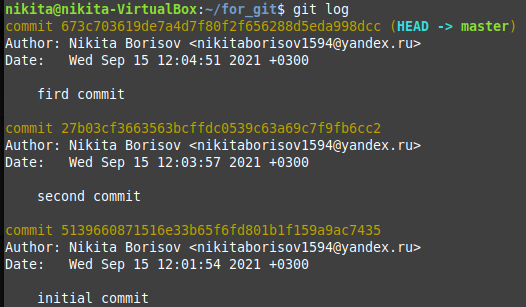 nikita@nikita-VirtualBox:~/for_git$ git log
commit 673c703619de7a4d7f80f2f656288d5eda998dcc (HEAD -> master)
Author: Nikita Borisov <nikitaborisov1594@yandex.ru>
Date:   Wed Sep 15 12:04:51 2021 +0300
fird commit
commit 27b03cf3663563bcffdc0539c63a69c7f9fb6cc2
Author: Nikita Borisov <nikitaborisov1594@yandex.ru>
Date:   Wed Sep 15 12:03:57 2021 +0300
second commit
commit 5139660871516e33b65f6fd801b1f159a9ac7435
Author: Nikita Borisov <nikitaborisov1594@yandex.ru>
Date:   Wed Sep 15 12:01:54 2021 +0300
initial commit